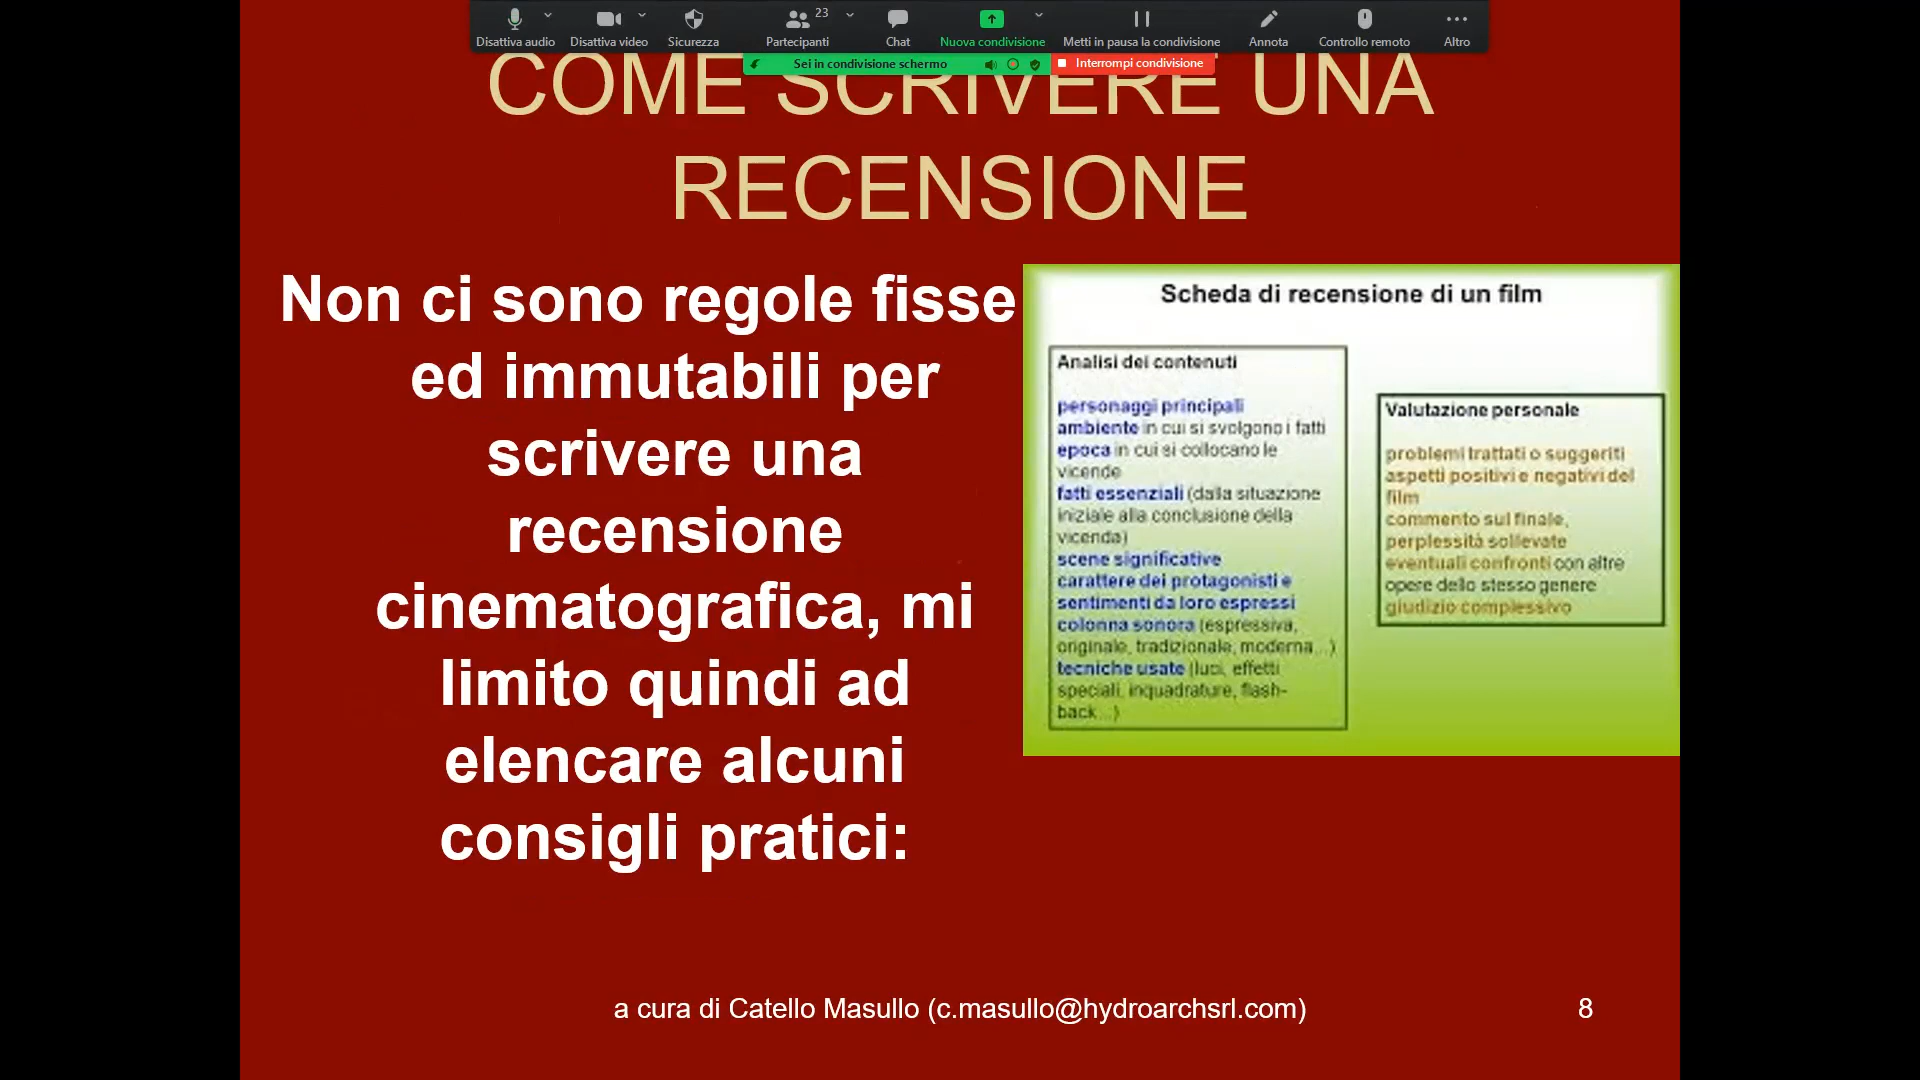 Disattiva audio
Disattiva video
Sicurezza
23
Partecipanti
Chat
Nuova condivisione
Metti in pausa la condivisione
Annota
Controllo remoto
Altro
Sei in condivisione schermo
Interrompi condivisione
COME SCRIVERE UNA
RECENSIONE
Non ci sono regole fisse
ed immutabili per
scrivere una
recensione
cinematografica, mi
limito quindi ad
elencare alcuni
consigli pratici:
Scheda di recensione di un film
Analisi dei contenuti
personaggi principali
ambiente in cui si svolgono i fatti
epoca in cui si collocano le
vicende
fatti essenziali (dalla situazione
iniziale alla conclusione della
vicenda)
scene significative
carattere dei protagonisti e
sentimenti da loro espressi
colonna sonora (espressiva,
originale, tradizionale, moderna...)
tecniche usate (luci, effetti
speciali, inquadrature, flash-
back...)
Valutazione personale
problemi trattati o suggeriti
aspetti positivi e negativi del
film
commento sul finale,
perplessità sollevate
eventuali confronti con altre
opere dello stesso genere
giudizio complessivo
a cura di Catello Masullo (c.masullo@hydroarchsrl.com)
8